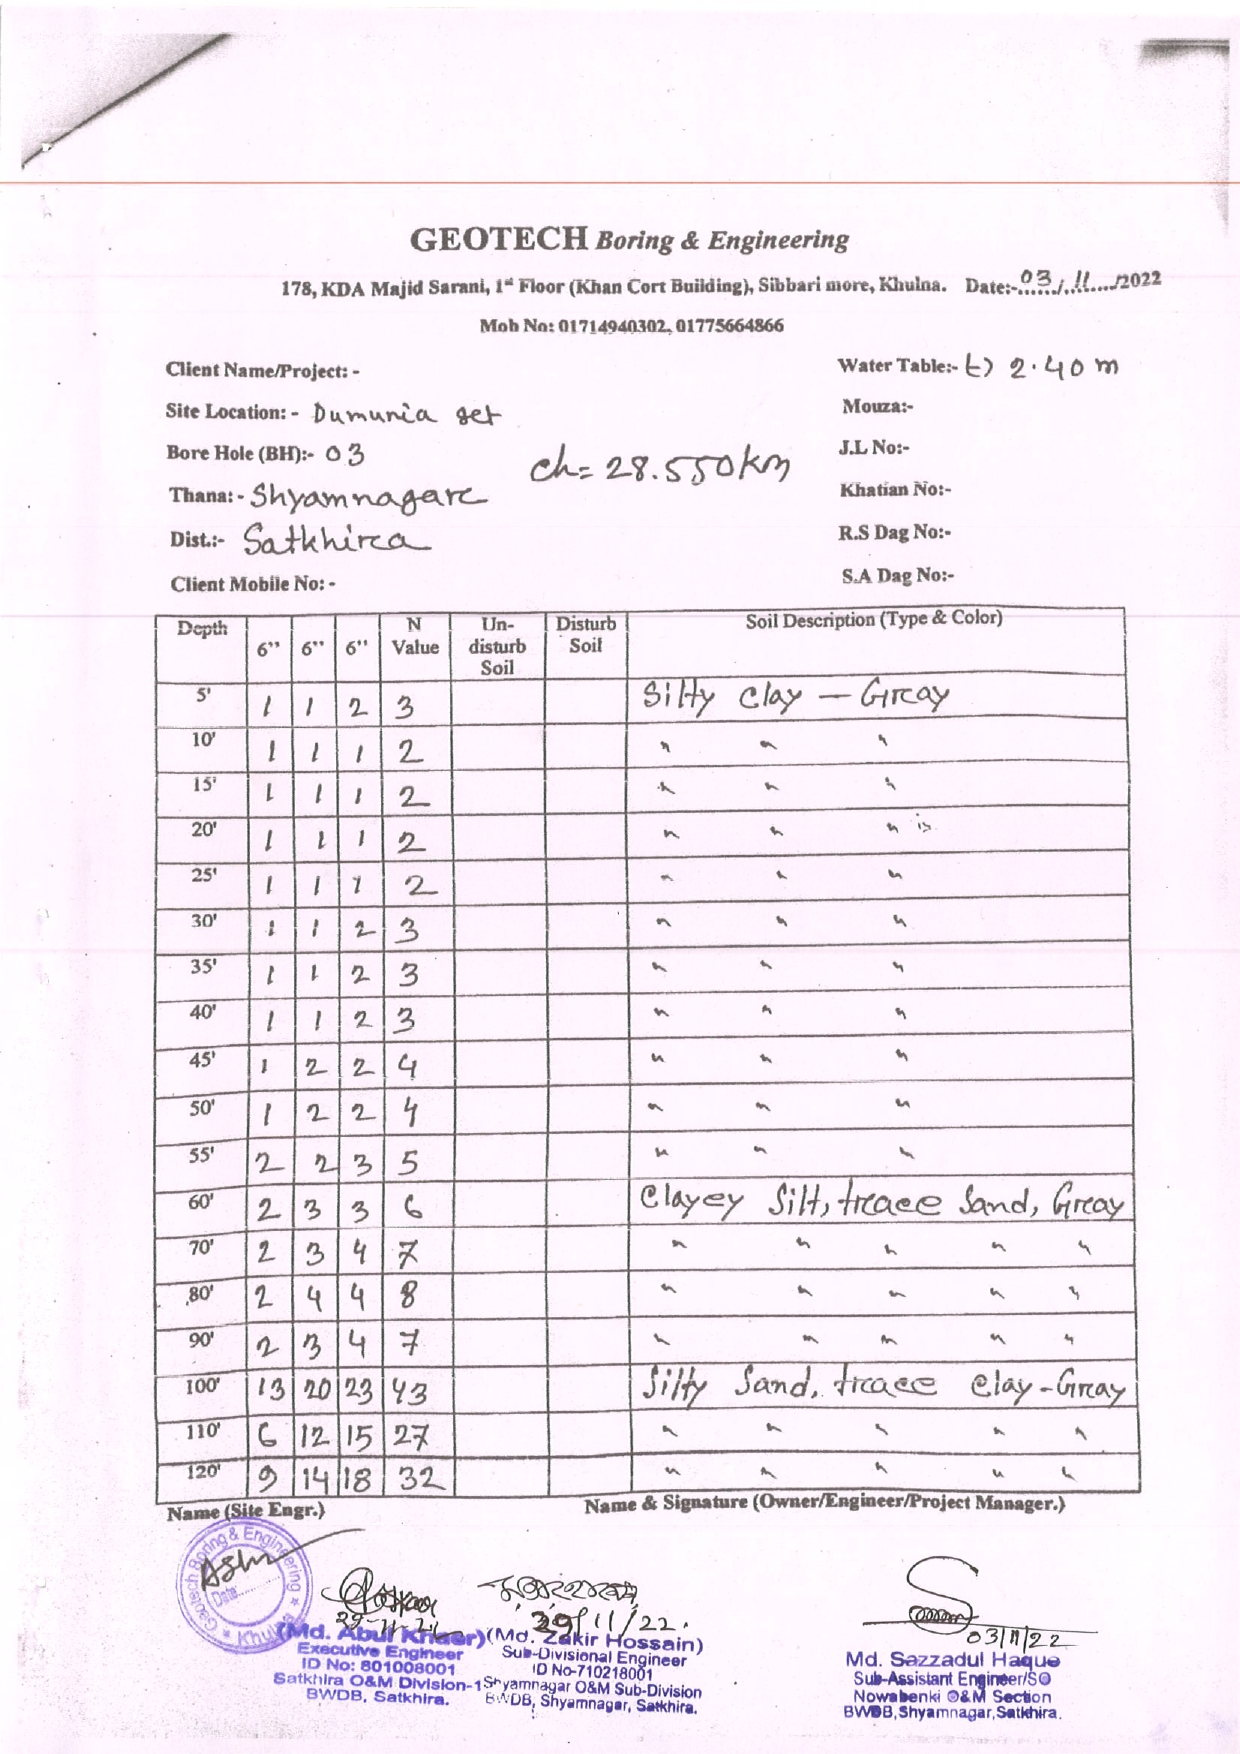 GEOTECH Boring & Engineering
178, KDA Majid Sarani, 1st Floor (Khan Cort Building), Sibbari more, Khulna. Date:-03/11/2022
Mob No: 01714940302, 01775664866
Client Name/Project: -
Water Table:- (-) 2.40 m
Site Location: - Dumuria get
Mouza:-
Bore Hole (BH):- 03
ch= 28.550km
J.L No:-
Thana: - Shyamnagar
Khatian No:-
Dist.:- Satkhira
R.S Dag No:-
Client Mobile No: -
S.A Dag No:-
Depth 6" 6" 6" N Value Un-disturb Soil Disturb Soil Soil Description (Type & Color)
5' 1 1 2 3 Silty Clay — Gray
10' 1 1 1 2 " " "
15' 1 1 1 2 " " "
20' 1 1 1 2 " " "
25' 1 1 1 2 " " "
30' 1 1 2 3 " " "
35' 1 1 2 3 " " "
40' 1 1 2 3 " " "
45' 1 2 2 4 " " "
50' 1 2 2 4 " " "
55' 2 2 3 5 " " "
60' 2 3 3 6 Clayey Silt, trace Sand, Gray
70' 2 3 4 7 " " " " "
80' 2 4 4 8 " " " " "
90' 2 3 4 7 " " " " "
100' 13 20 23 43 Silty Sand, trace Clay - Gray
110' 6 12 15 27 " " " " "
120' 9 14 18 32 " " " " "
Name (Site Engr.)
Name & Signature (Owner/Engineer/Project Manager.)
Geotech Boring & Engineering
Date:
Khulna
29/11/22.
03/11/22
(Md. Abul Khaer)
Executive Engineer
ID No: 801008001
Satkhira O&M Division-1
BWDB, Satkhira.
(Md. Zakir Hossain)
Sub-Divisional Engineer
ID No-710218001
Shyamnagar O&M Sub-Division
BWDB, Shyamnagar, Satkhira.
Md. Sazzadul Haque
Sub-Assistant Engineer/SO
Nowabenki O&M Section
BWDB,Shyamnagar,Satkhira.